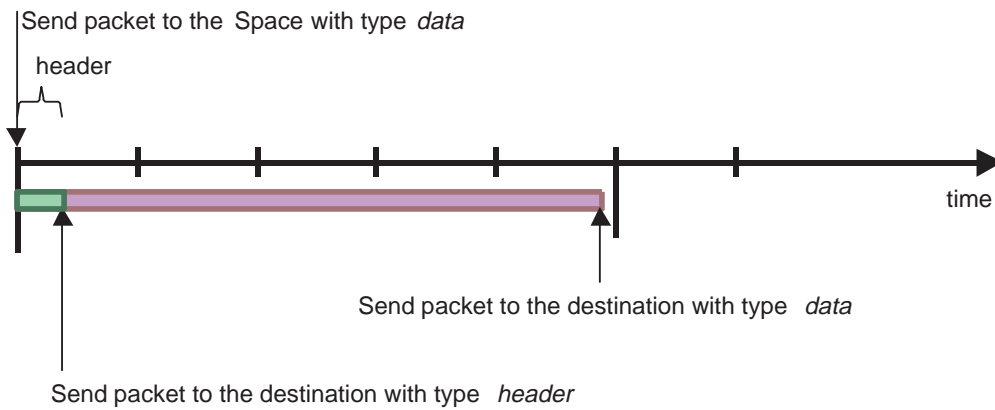 Send packet to the Space with type data
header
time
Send packet to the destination with type data
Send packet to the destination with type header